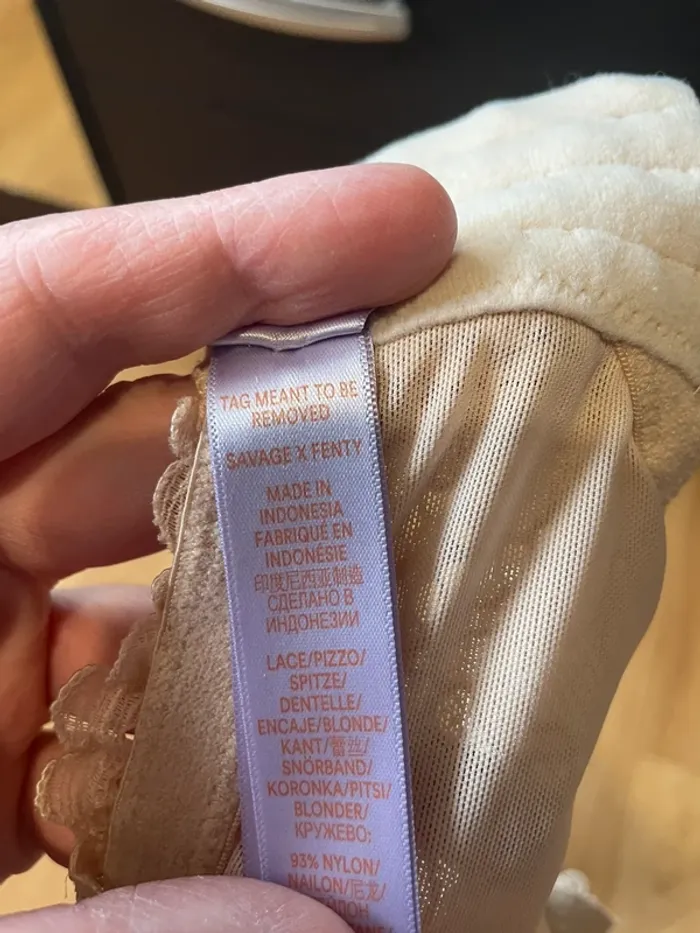 TAG MEANT TO BE
REMOVED
SAVAGE X FENTY
MADE IN
INDONESIA
FABRIQUÉ EN
INDONÉSIE
印度尼西亚制造
СДЕЛАНО В
ИНДОНЕЗИИ
LACE/PIZZO/
SPITZE/
DENTELLE/
ENCAJE/BLONDE/
KANT/蕾丝/
SNÖRBAND/
KORONKA/PITSI/
BLONDER/
КРУЖЕВО;
93% NYLON/
NAILON/尼龙/